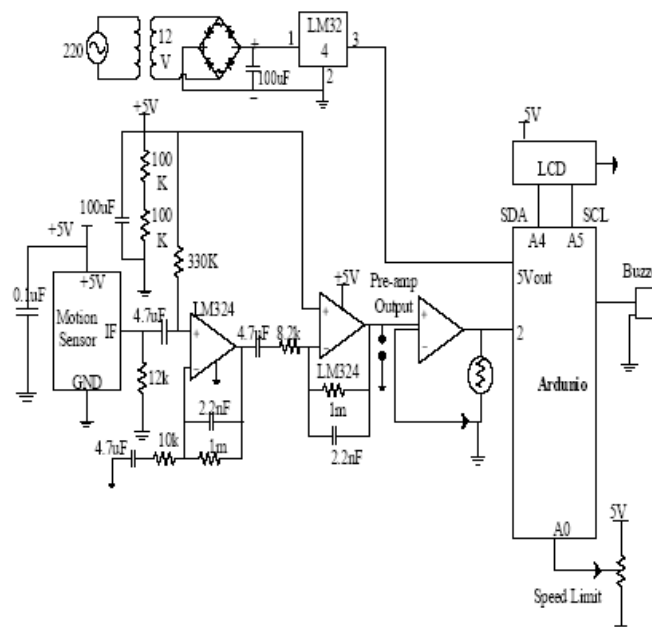 220
12
V
LM32
4
1
3
2
+
100uF
−
+5V
100
K
100
K
100uF
330K
+5V
+5V
0.1uF
Motion
Sensor
IF
GND
4.7uF
12k
LM324
+
−
4.7uF
8.2k
2.2nF
1m
10k
4.7uF
+5V
+
−
LM324
1m
2.2nF
Pre-amp
Output
+
−
5V
LCD
SDA
SCL
A4
A5
5Vout
2
Ardunio
A0
Buzze
5V
Speed Limit